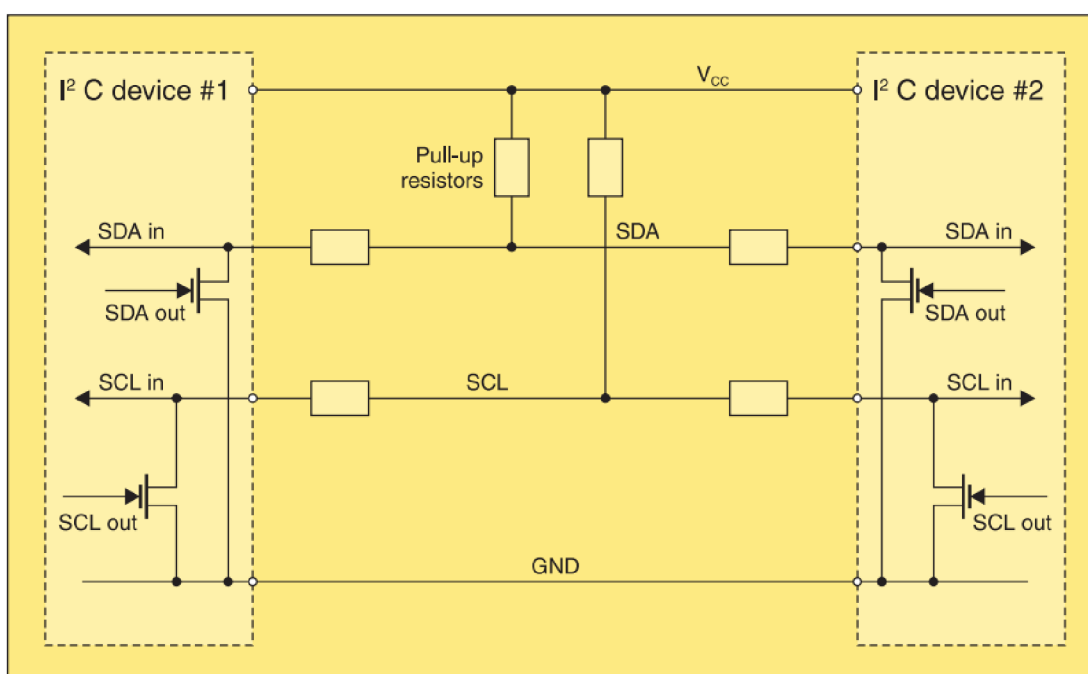 I² C device #1
V_CC
I² C device #2
Pull-up
resistors
SDA in
SDA
SDA in
SDA out
SDA out
SCL in
SCL
SCL in
SCL out
SCL out
GND